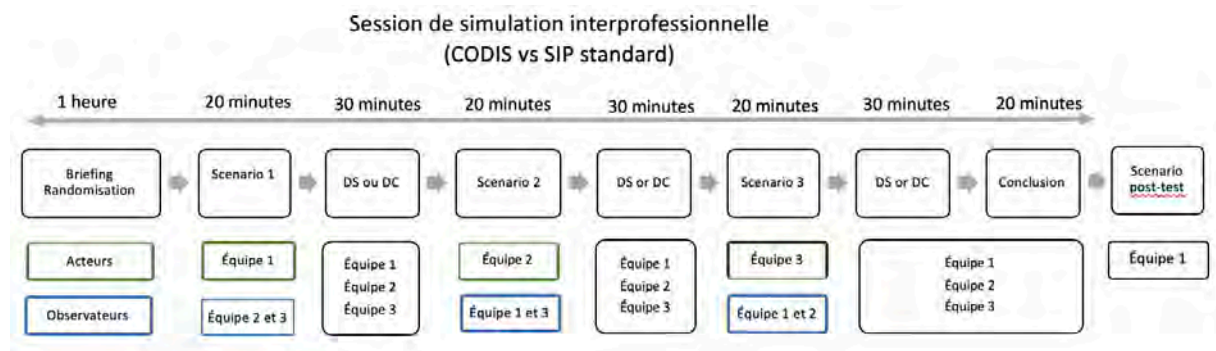 Session de simulation interprofessionnelle
(CODIS vs SIP standard)
1 heure
20 minutes
30 minutes
20 minutes
30 minutes
20 minutes
30 minutes
20 minutes
Briefing
Randomisation
Scenario 1
DS ou DC
Scenario 2
DS or DC
Scenario 3
DS or DC
Conclusion
Scenario
post-test
Acteurs
Équipe 1
Équipe 1
Équipe 2
Équipe 3
Équipe 2
Équipe 1
Équipe 2
Équipe 3
Équipe 3
Équipe 1
Équipe 2
Équipe 3
Équipe 1
Observateurs
Équipe 2 et 3
Équipe 1 et 3
Équipe 1 et 2